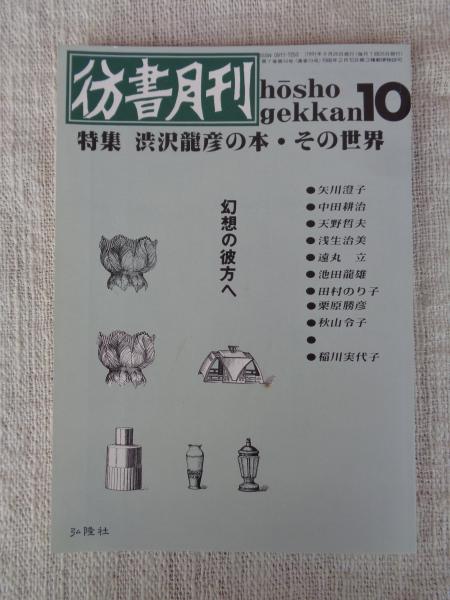 ISSN 0911-7059
彷書月刊
hōsho
gekkan 10
特集 渋沢龍彦の本・その世界
幻想の彼方へ
●矢川澄子
●中田耕治
●天野哲夫
●浅生治美
●遠丸 立
●池田龍雄
●田村のり子
●栗原勝彦
●秋山令子
●
●稲川実代子
弘隆社